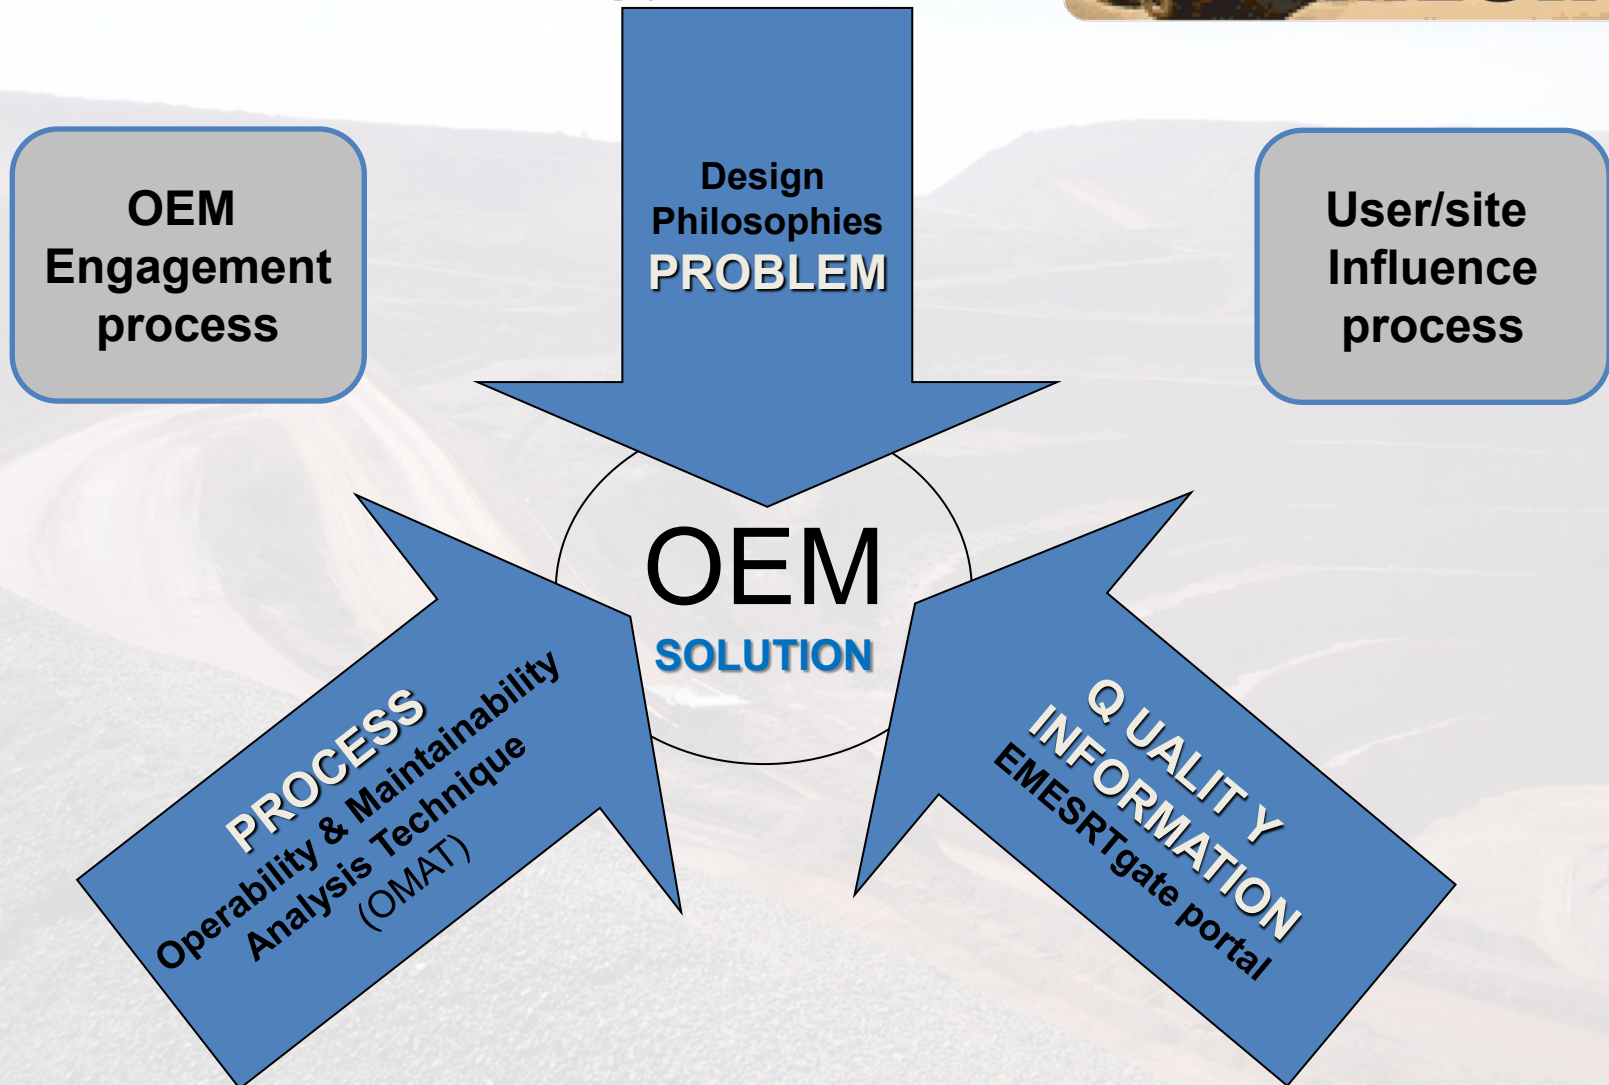 OEM
Engagement
process
Design
Philosophies
PROBLEM
User/site
Influence
process
OEM
SOLUTION
PROCESS
Operability & Maintainability
Analysis Technique
(OMAT)
Q UALIT Y
INFORMATION
EMESRTgate portal